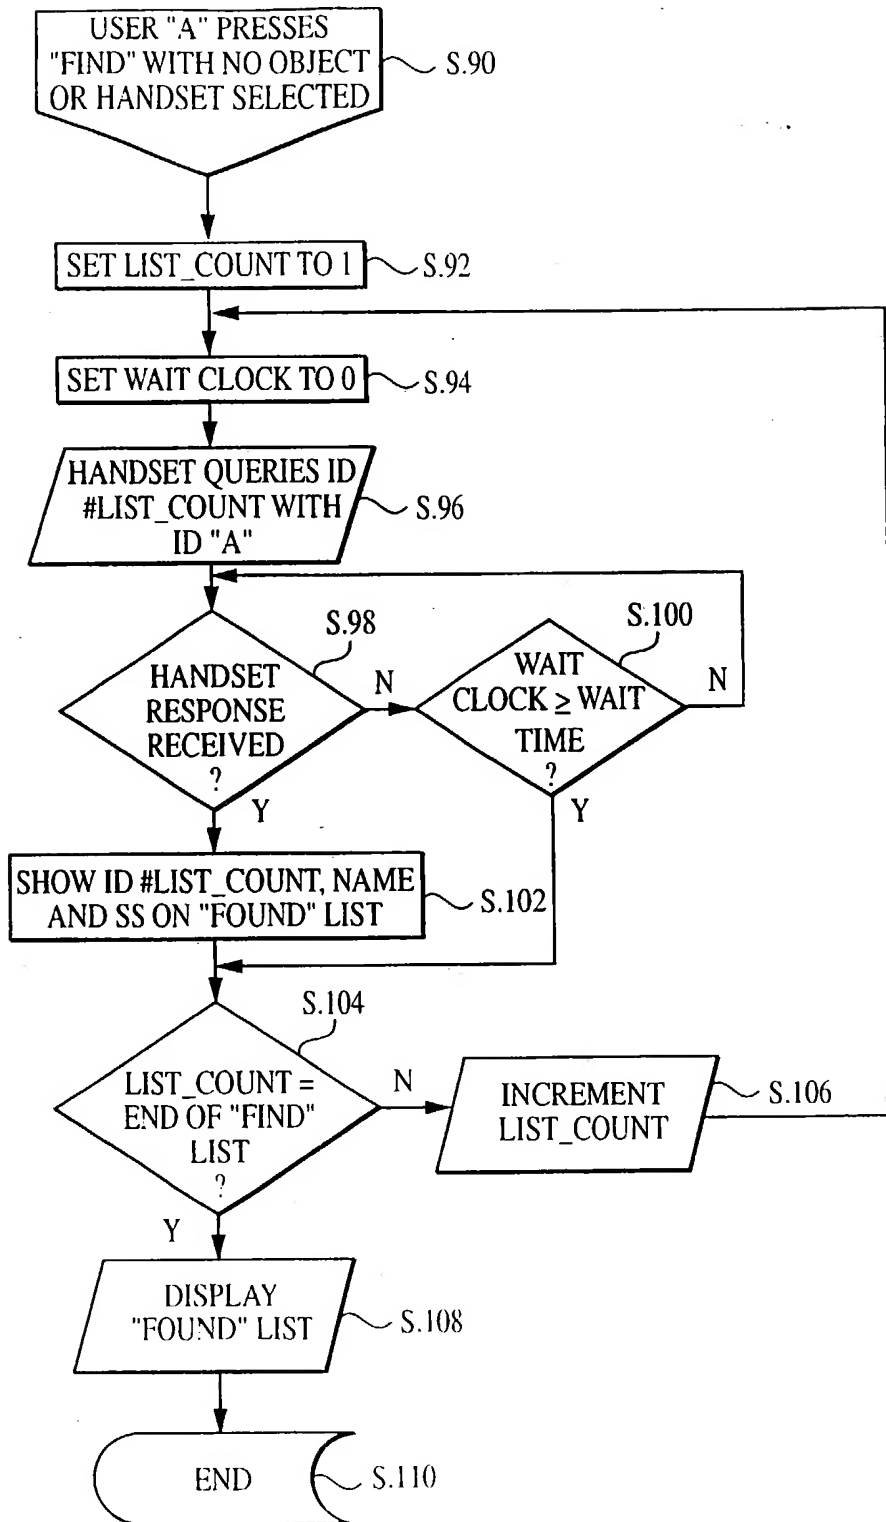 USER "A" PRESSES
"FIND" WITH NO OBJECT
OR HANDSET SELECTED
S.90
SET LIST_COUNT TO 1
S.92
SET WAIT CLOCK TO 0
S.94
HANDSET QUERIES ID
#LIST_COUNT WITH
ID "A"
S.96
S.98
HANDSET
RESPONSE
RECEIVED
?
N
Y
S.100
WAIT
CLOCK ≥ WAIT
TIME
?
N
Y
SHOW ID #LIST_COUNT, NAME
AND SS ON "FOUND" LIST
S.102
S.104
LIST_COUNT =
END OF "FIND"
LIST
?
N
Y
INCREMENT
LIST_COUNT
S.106
DISPLAY
"FOUND" LIST
S.108
END
S.110